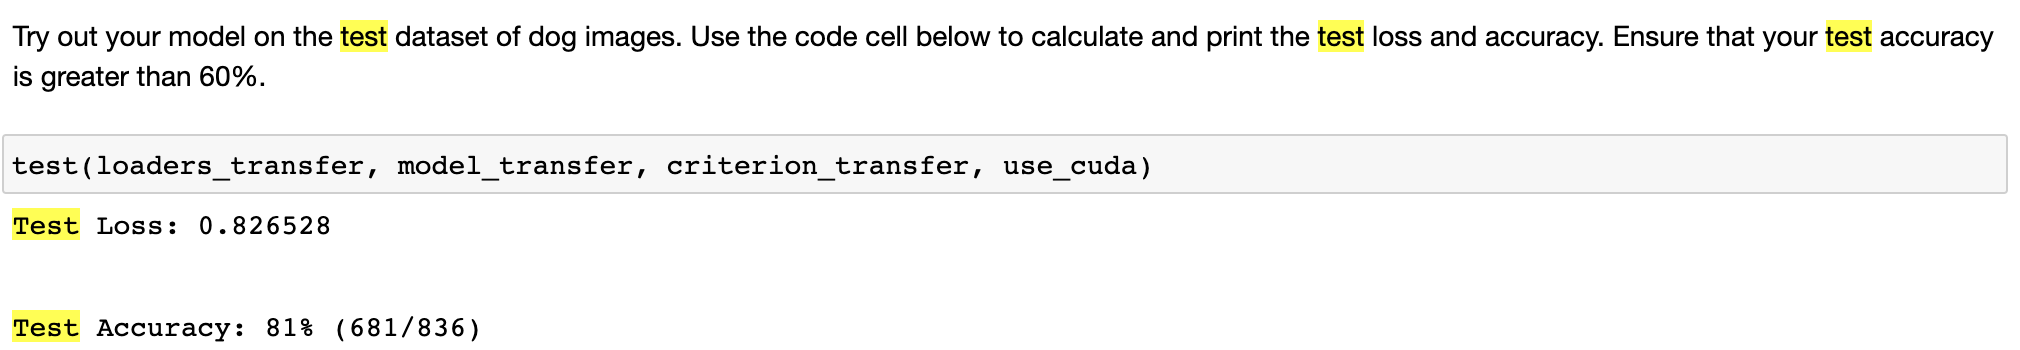 Try out your model on the test dataset of dog images. Use the code cell below to calculate and print the test loss and accuracy. Ensure that your test accuracy
is greater than 60%.
test(loaders_transfer, model_transfer, criterion_transfer, use_cuda)
Test Loss: 0.826528
Test Accuracy: 81% (681/836)